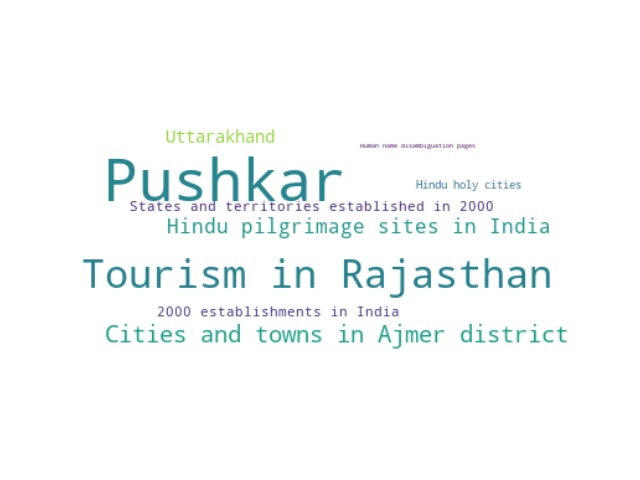 Uttarakhand
Human name disambiguation pages
Pushkar
Hindu holy cities
States and territories established in 2000
Hindu pilgrimage sites in India
Tourism in Rajasthan
2000 establishments in India
Cities and towns in Ajmer district